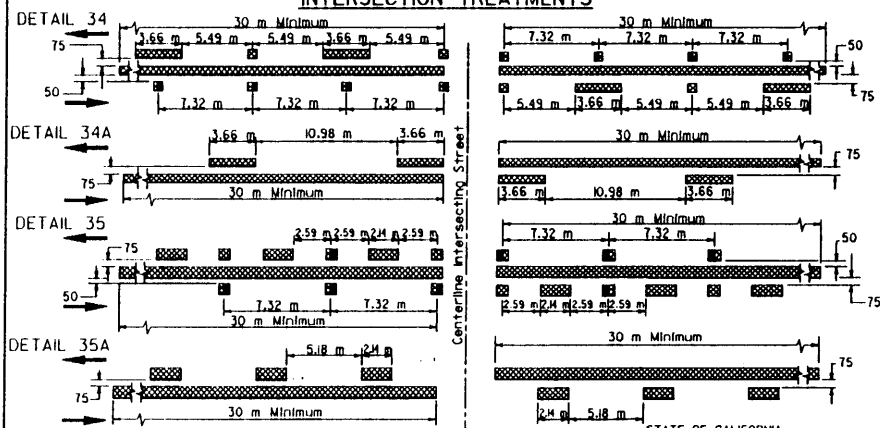 INTERSECTION TREATMENTS
DETAIL 34
30 m Minimum
30 m Minimum
75
3.66 m 5.49 m 5.49 m 3.66 m 5.49 m
7.32 m 7.32 m 7.32 m
50
50
7.32 m 7.32 m 7.32 m
5.49 m 3.66 m 5.49 m 5.49 m 3.66 m
75
DETAIL 34A
3.66 m 10.98 m 3.66 m
30 m Minimum
75
75
30 m Minimum
3.66 m 10.98 m 3.66 m
Centerline Intersecting Street
DETAIL 35
30 m Minimum
75
2.59 m 2.59 m 2.14 m 2.59 m
7.32 m 7.32 m
50
50
7.32 m 7.32 m
2.59 m 2.14 m 2.59 m 2.59 m
75
30 m Minimum
DETAIL 35A
30 m Minimum
5.18 m 2.14 m
75
75
30 m Minimum
2.14 m 5.18 m
STATE OF CALIFORNIA